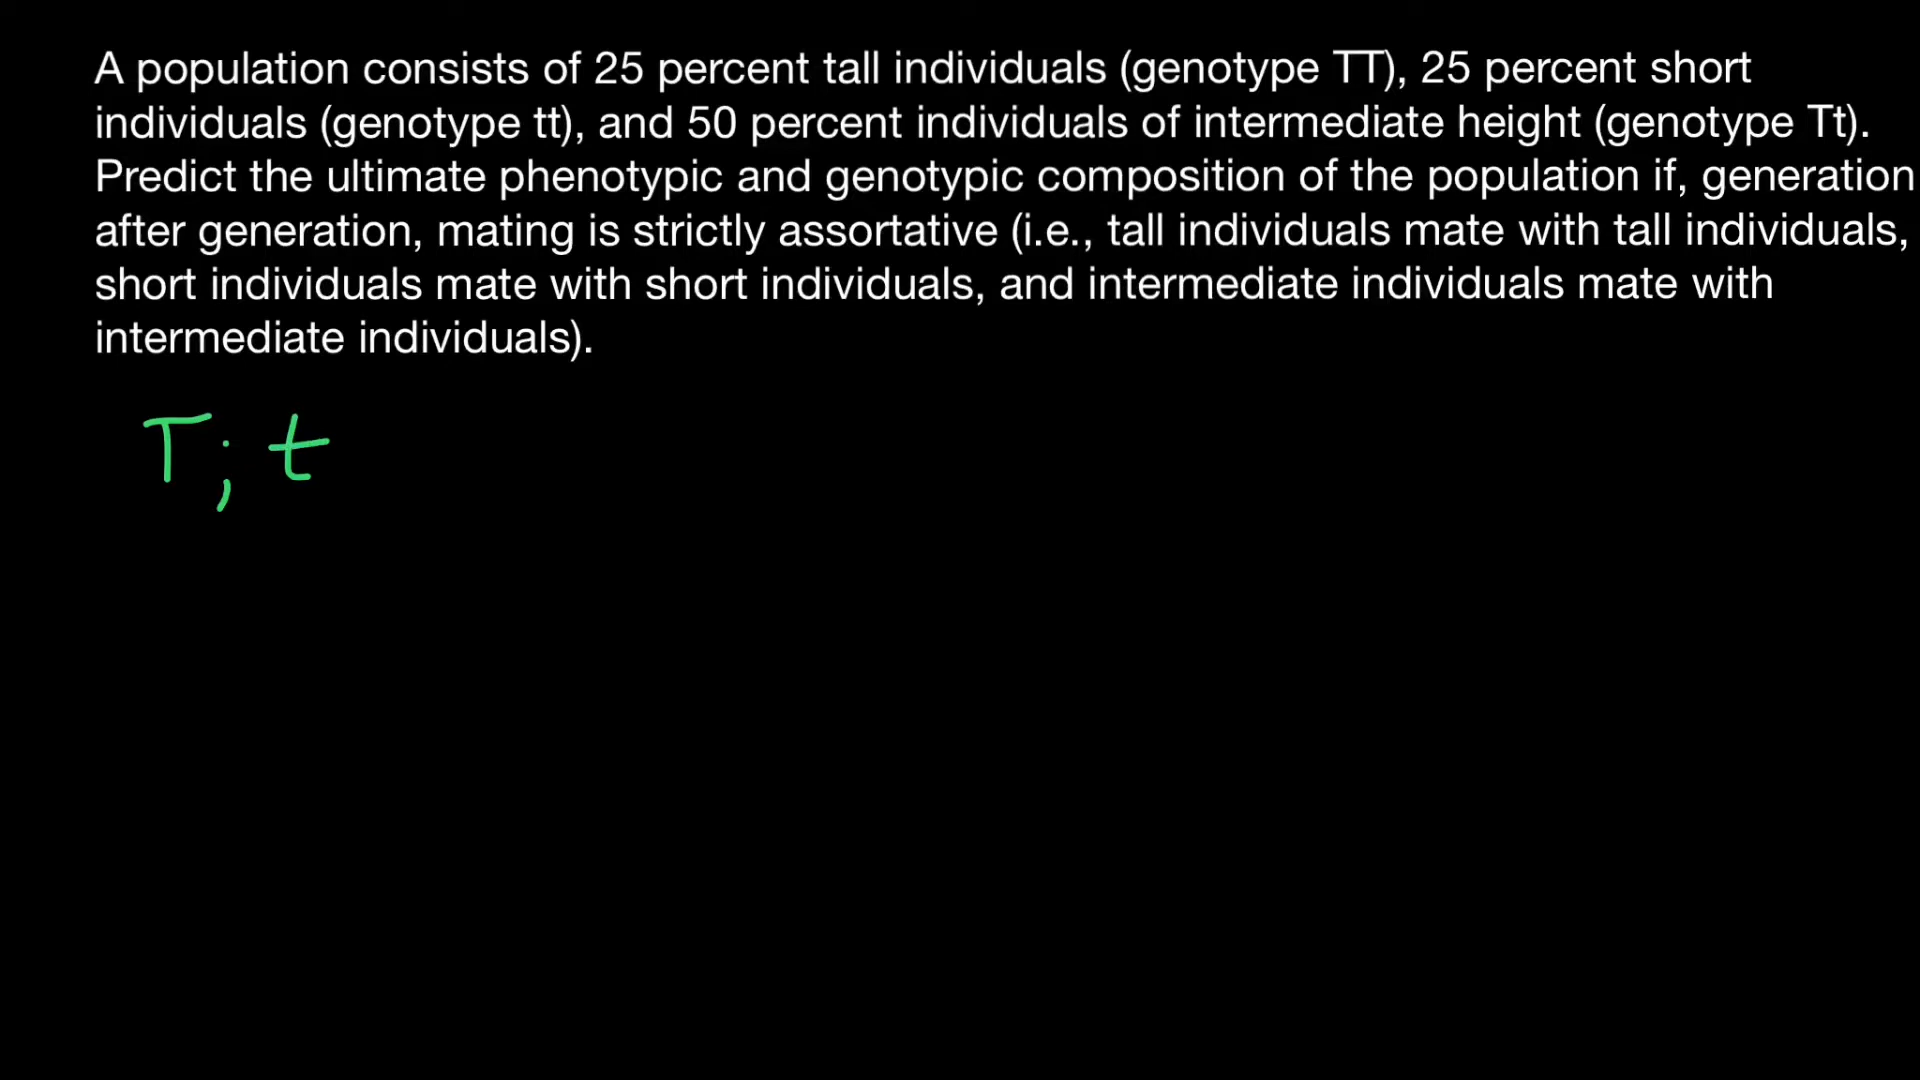 A population consists of 25 percent tall individuals (genotype TT), 25 percent short
individuals (genotype tt), and 50 percent individuals of intermediate height (genotype Tt).
Predict the ultimate phenotypic and genotypic composition of the population if, generation
after generation, mating is strictly assortative (i.e., tall individuals mate with tall individuals,
short individuals mate with short individuals, and intermediate individuals mate with
intermediate individuals).
T; t